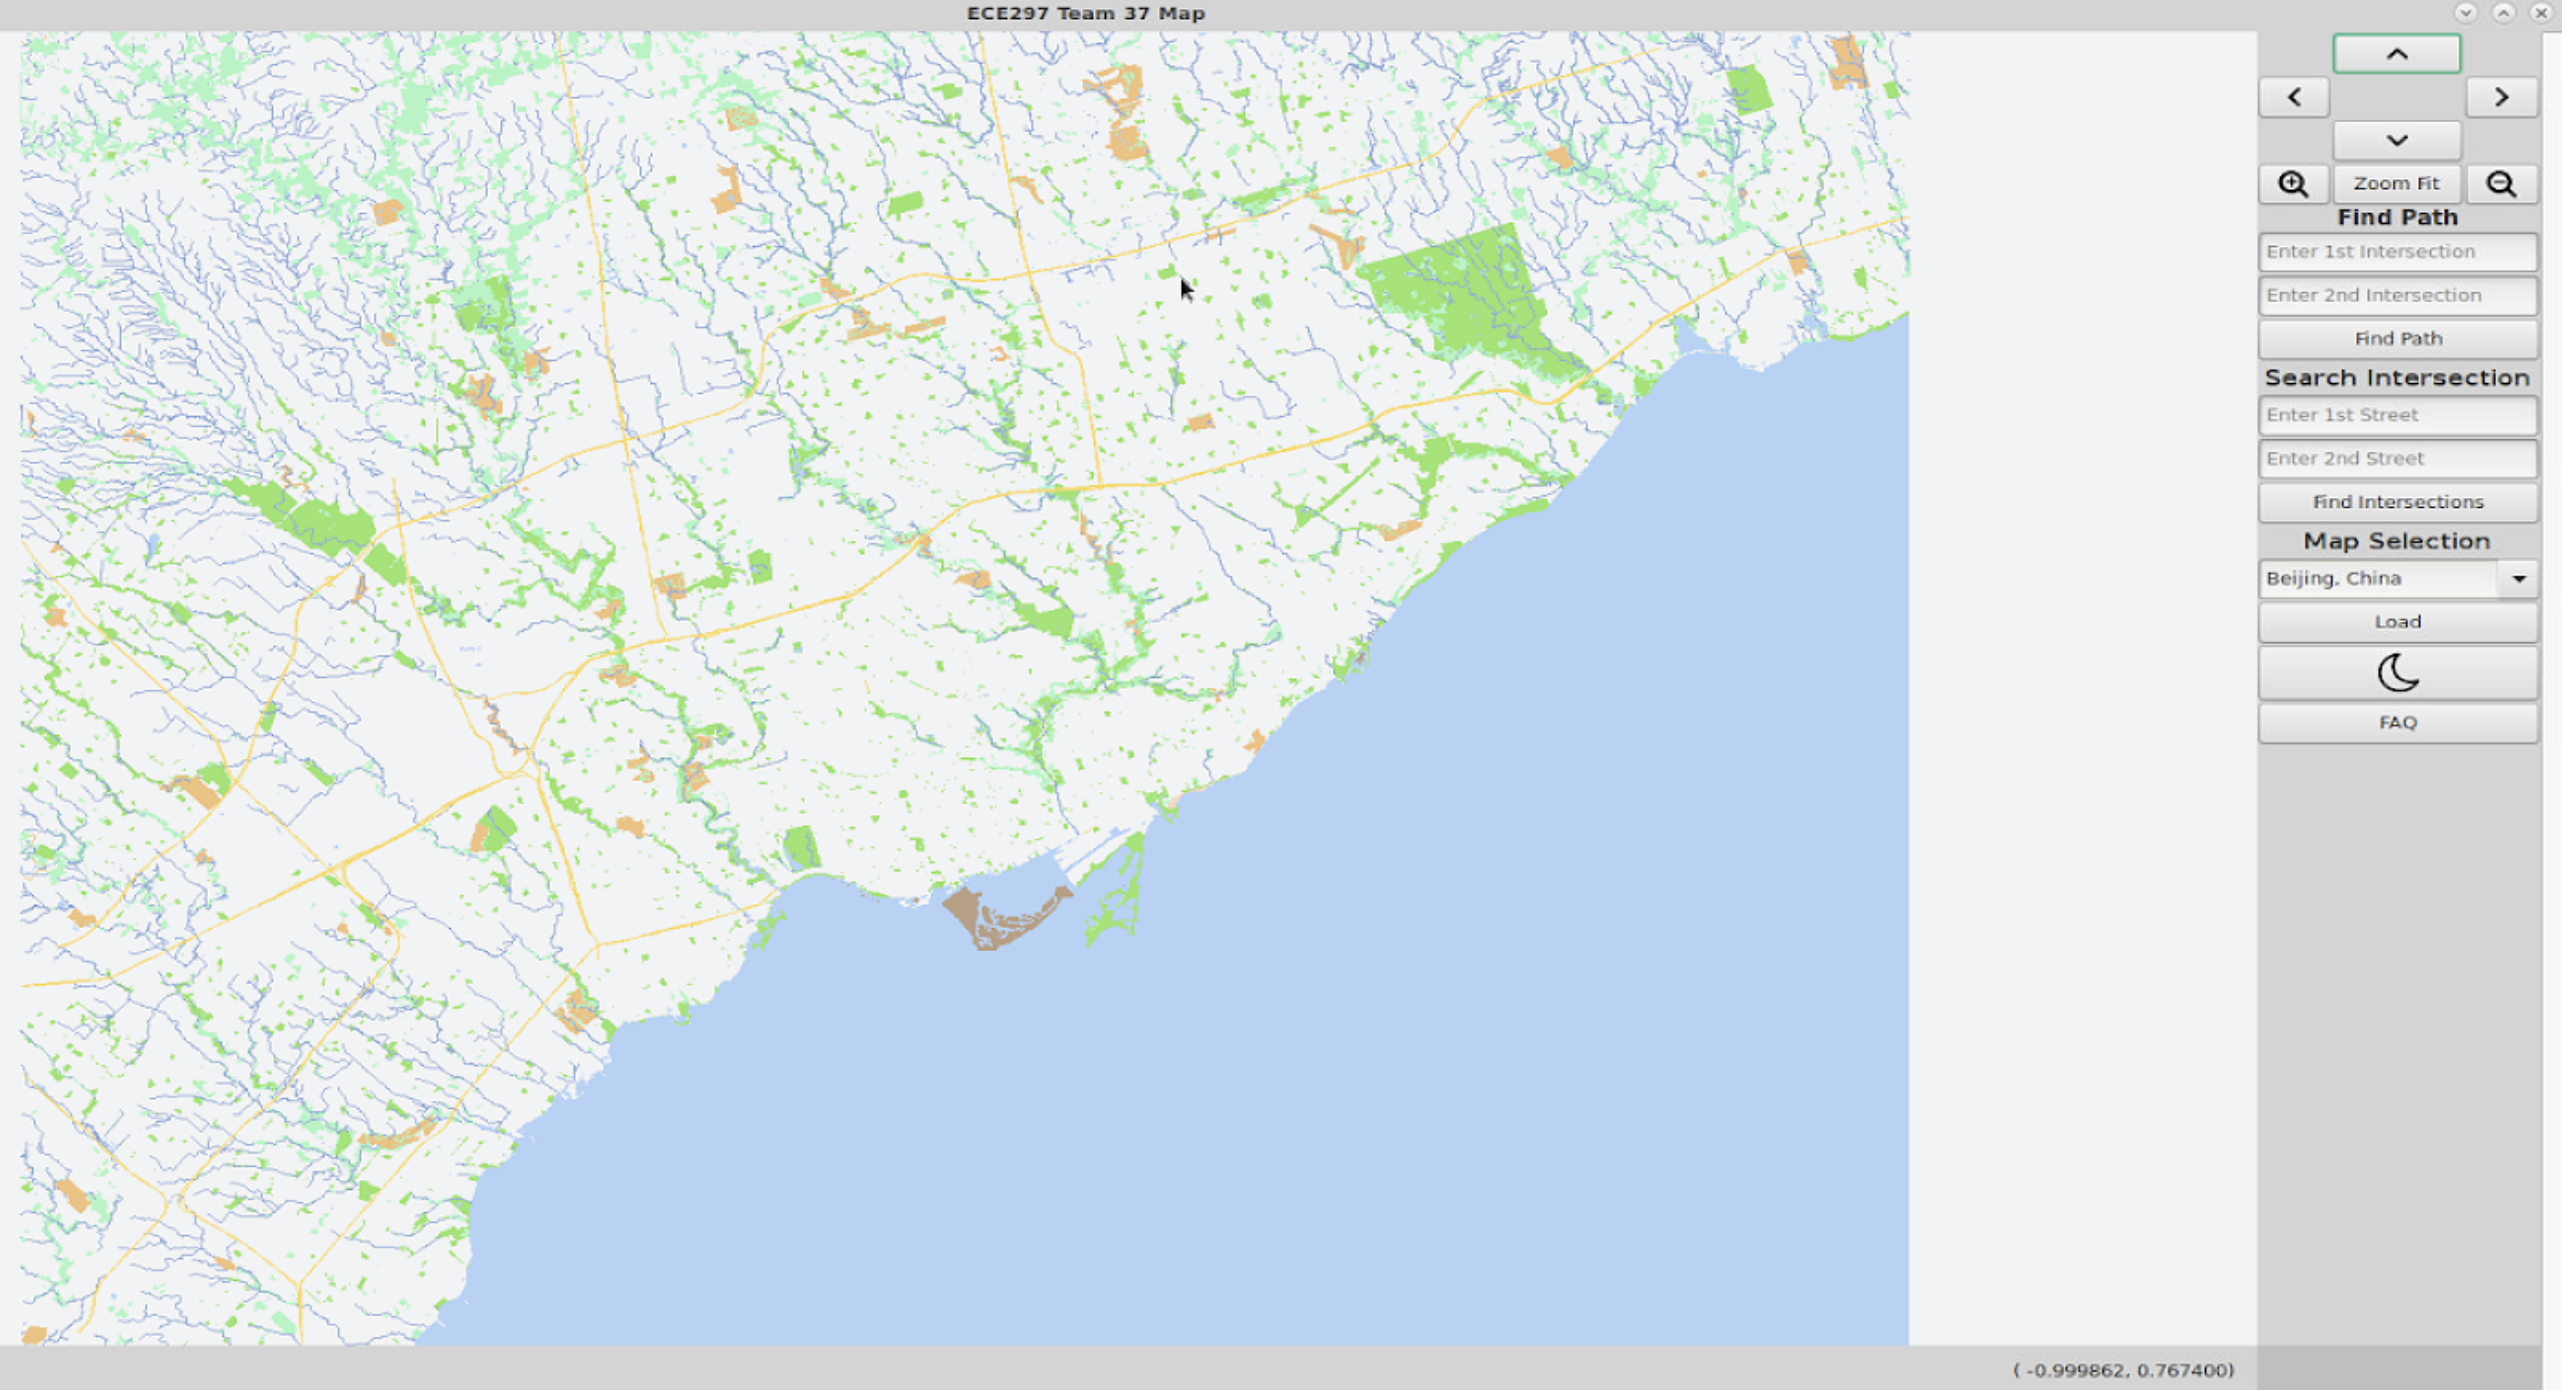 ECE297 Team 37 Map
Zoom Fit
Find Path
Enter 1st Intersection
Enter 2nd Intersection
Find Path
Search Intersection
Enter 1st Street
Enter 2nd Street
Find Intersections
Map Selection
Beijing, China
Load
FAQ
( -0.999862, 0.767400)